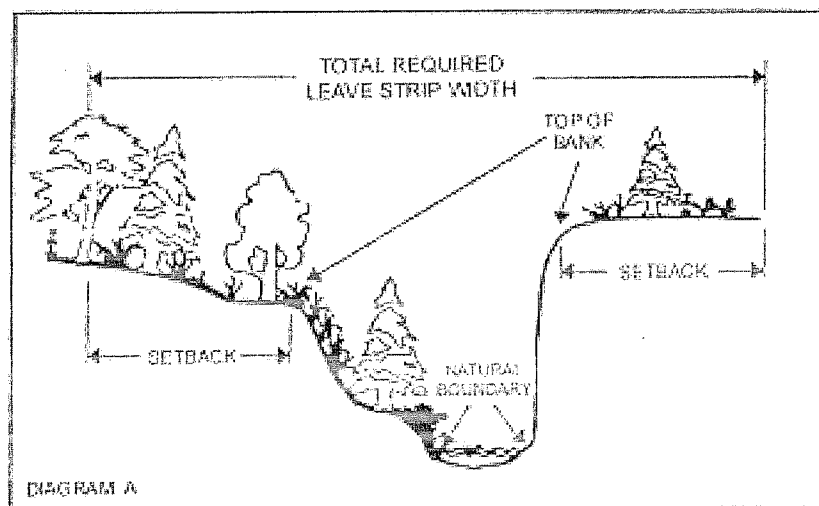 TOTAL REQUIRED
LEAVE STRIP WIDTH
TOP OF
BANK
SETBACK
SETBACK
NATURAL
BOUNDARY
DIAGRAM A